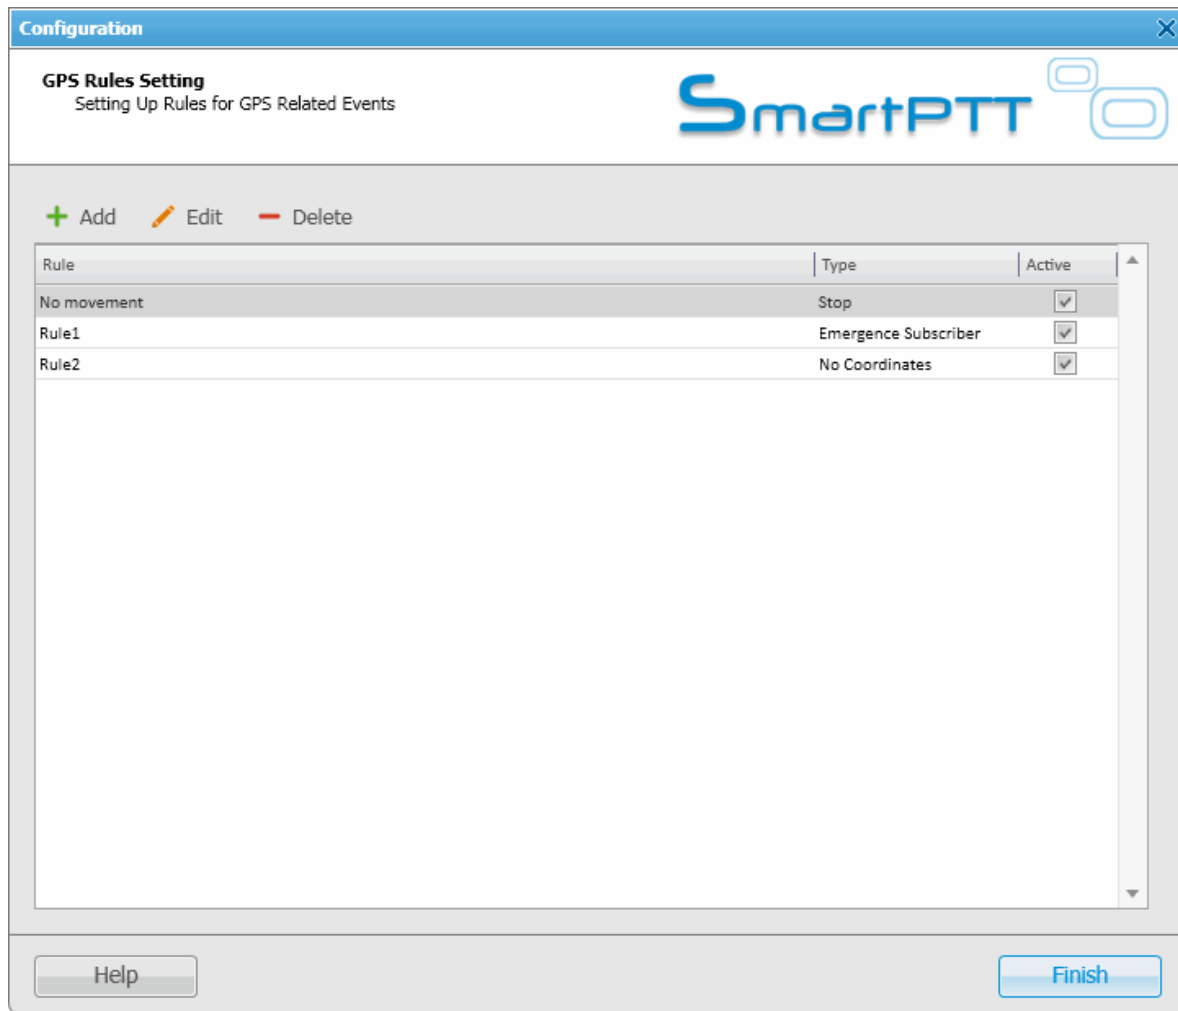 Configuration
GPS Rules Setting
Setting Up Rules for GPS Related Events
SmartPTT
Add Edit Delete
Rule Type Active
No movement Stop
Rule1 Emergence Subscriber
Rule2 No Coordinates
Help Finish